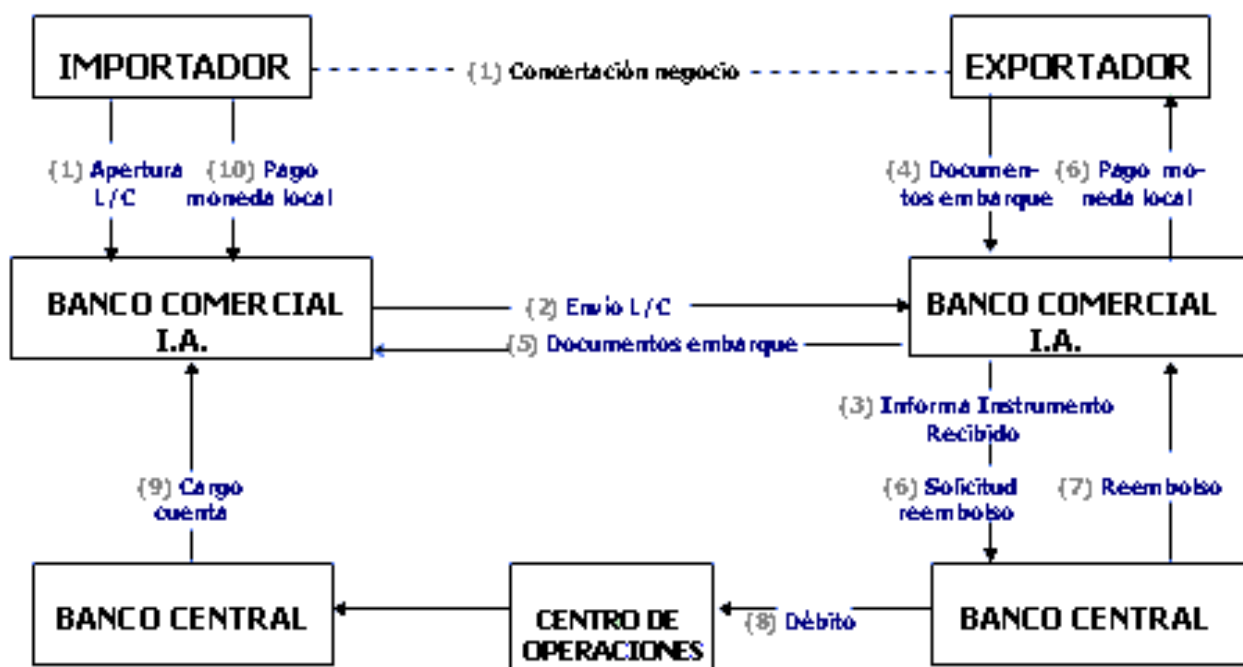 IMPORTADOR
(1) Concertación negocio
EXPORTADOR
(1) Apertura
L/C
(10) Pago
moneda local
(4) Documen-
tos embarque
(6) Pago mo-
neda local
BANCO COMERCIAL
I.A.
(2) Envío L/C
(5) Documentos embarque
BANCO COMERCIAL
I.A.
(3) Informa Instrumento
Recibido
(9) Cargo
cuenta
(6) Solicitud
reembolso
(7) Reembolso
BANCO CENTRAL
CENTRO DE
OPERACIONES
(8) Débito
BANCO CENTRAL